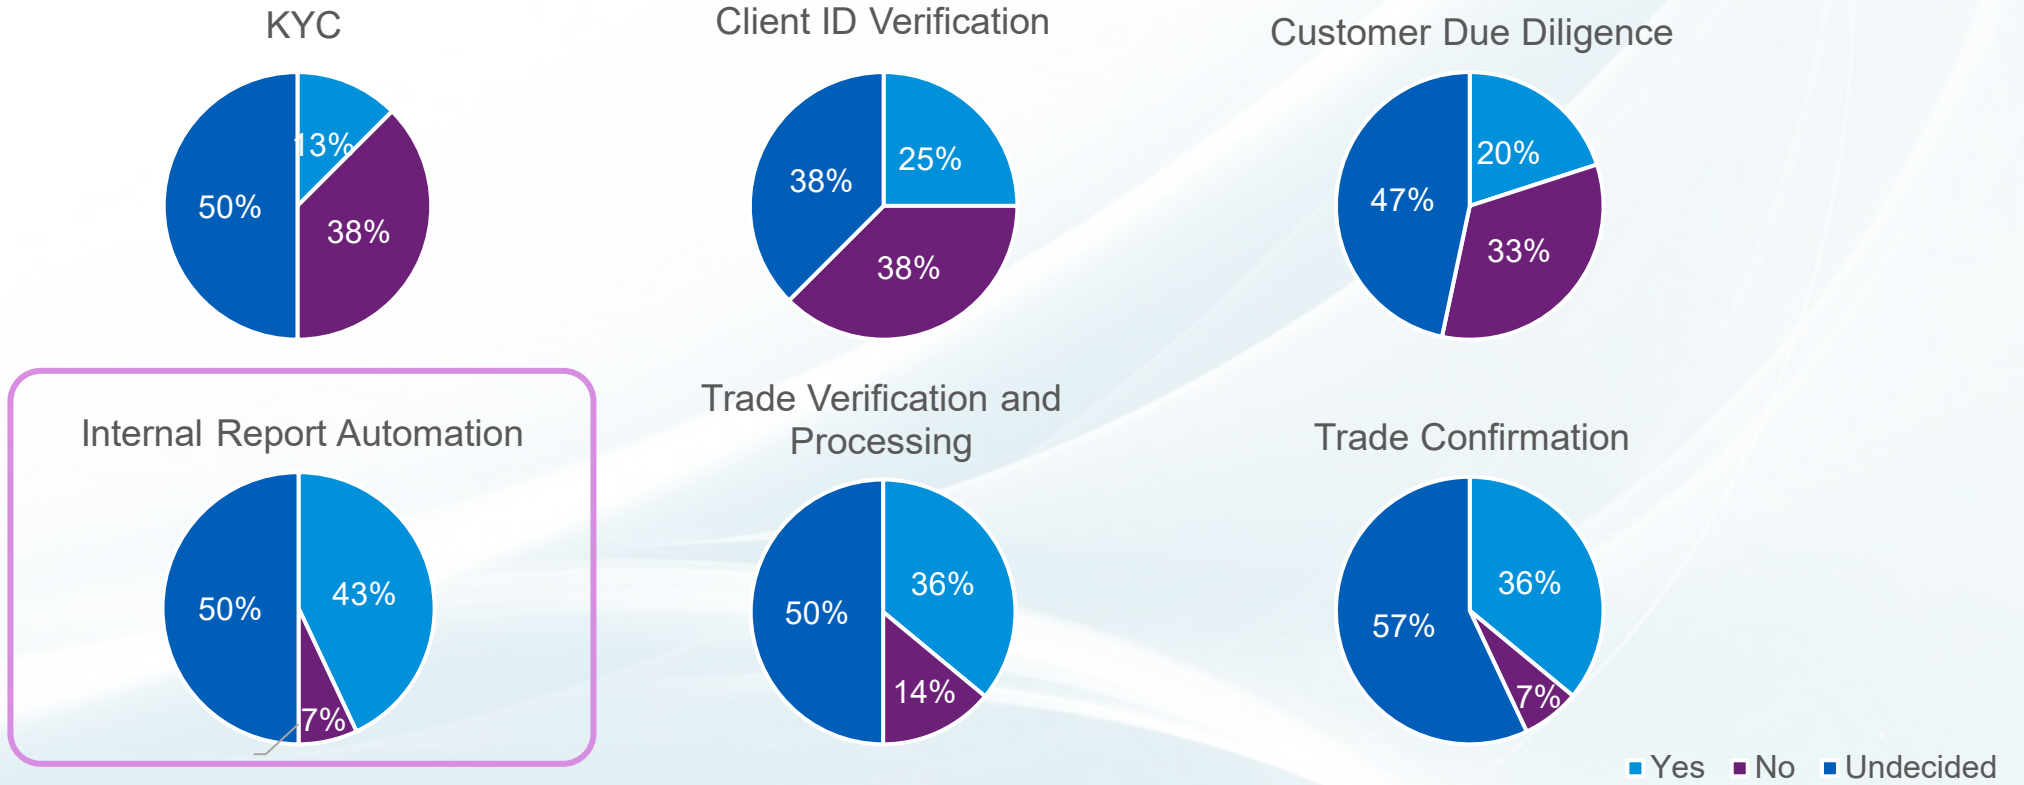 KYC
13%
38%
50%
Client ID Verification
25%
38%
38%
Customer Due Diligence
20%
33%
47%
Internal Report Automation
43%
7%
50%
Trade Verification and
Processing
36%
14%
50%
Trade Confirmation
36%
7%
57%
Yes No Undecided